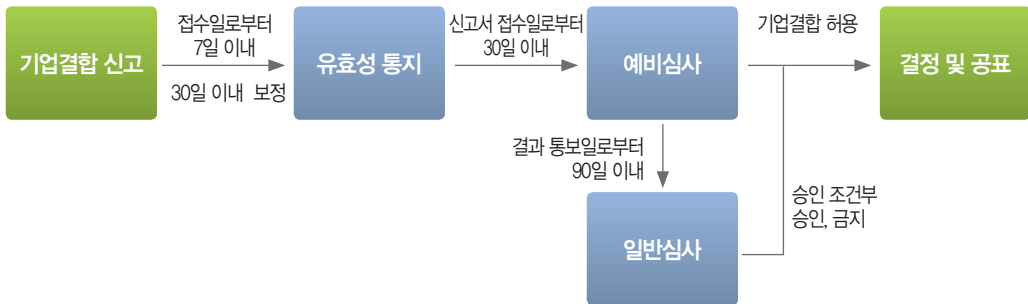 기업결합 신고
접수일로부터
7일 이내
30일 이내 보정
유효성 통지
신고서 접수일로부터
30일 이내
예비심사
기업결합 허용
결정 및 공표
결과 통보일로부터
90일 이내
일반심사
승인 조건부
승인, 금지